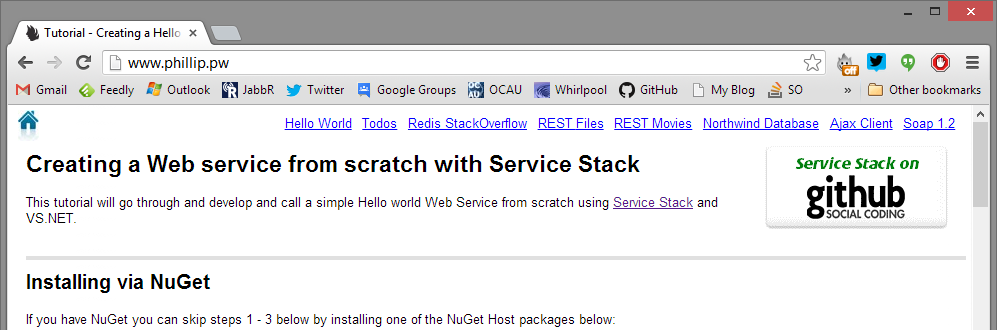 Tutorial - Creating a Hello
www.phillip.pw
off
Gmail Feedly Outlook JabbR Twitter Google Groups OCAU Whirlpool GitHub My Blog SO » Other bookmarks
Hello World Todos Redis StackOverflow REST Files REST Movies Northwind Database Ajax Client Soap 1.2
Creating a Web service from scratch with Service Stack
Service Stack on
github
SOCIAL CODING
This tutorial will go through and develop and call a simple Hello world Web Service from scratch using Service Stack and
VS.NET.
Installing via NuGet
If you have NuGet you can skip steps 1 - 3 below by installing one of the NuGet Host packages below: